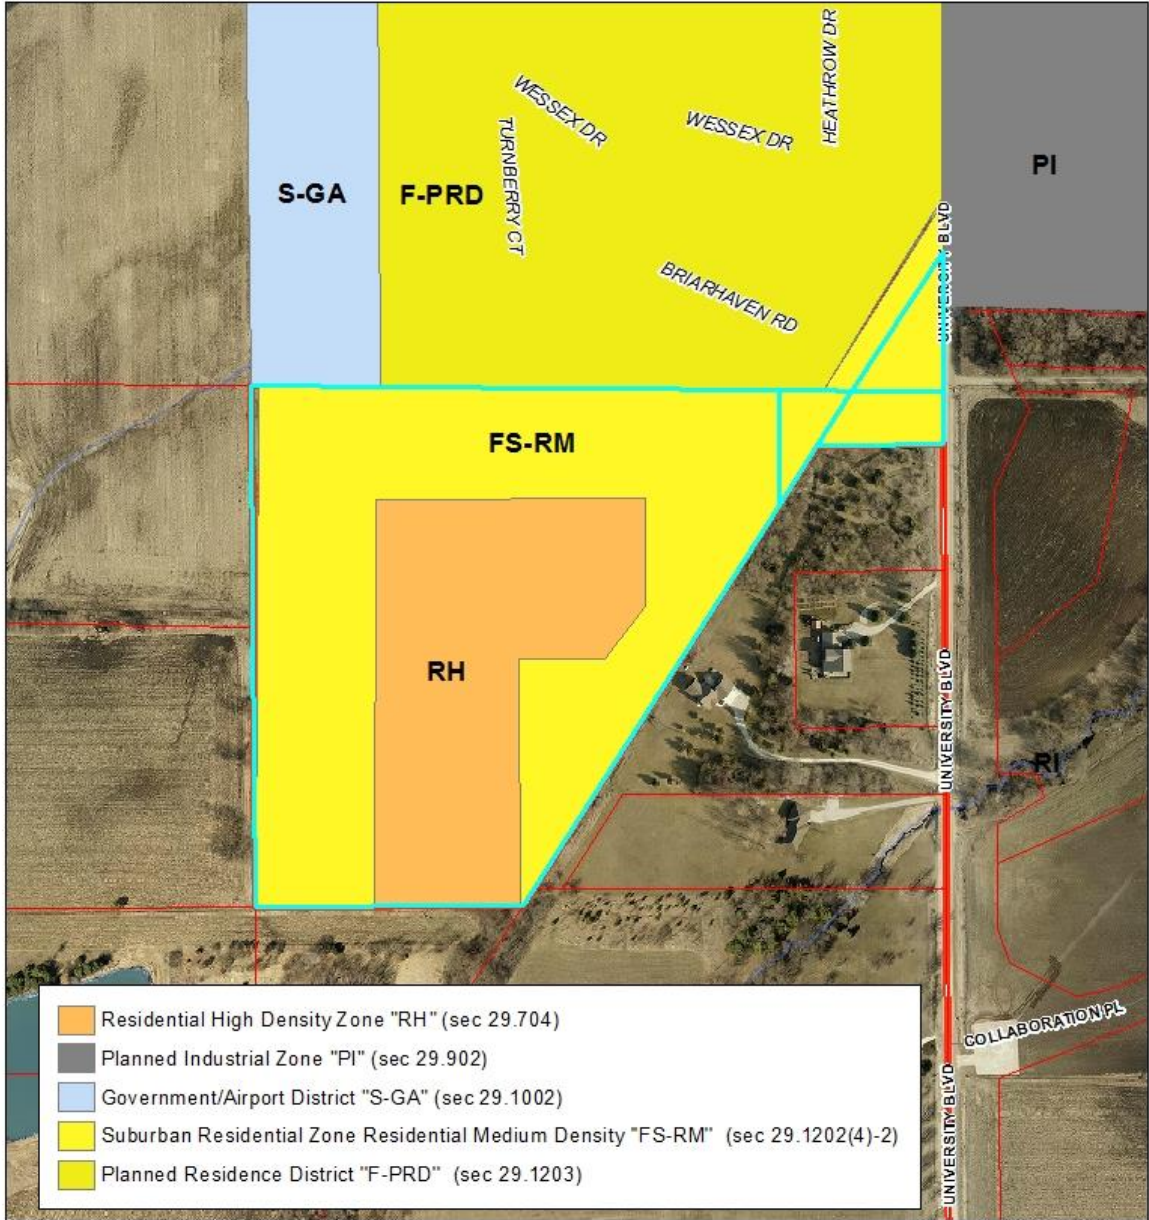 HEATHROW DR
WESSEX DR
WESSEX DR
TURNBERRY CT
PI
S-GA
F-PRD
UNIVERSITY BLVD
BRIARHAVEN RD
FS-RM
RH
UNIVERSITY BLVD
RI
COLLABORATION PL
UNIVERSITY BLVD
Residential High Density Zone "RH" (sec 29.704)
Planned Industrial Zone "PI" (sec 29.902)
Government/Airport District "S-GA" (sec 29.1002)
Suburban Residential Zone Residential Medium Density "FS-RM" (sec 29.1202(4)-2)
Planned Residence District "F-PRD" (sec 29.1203)